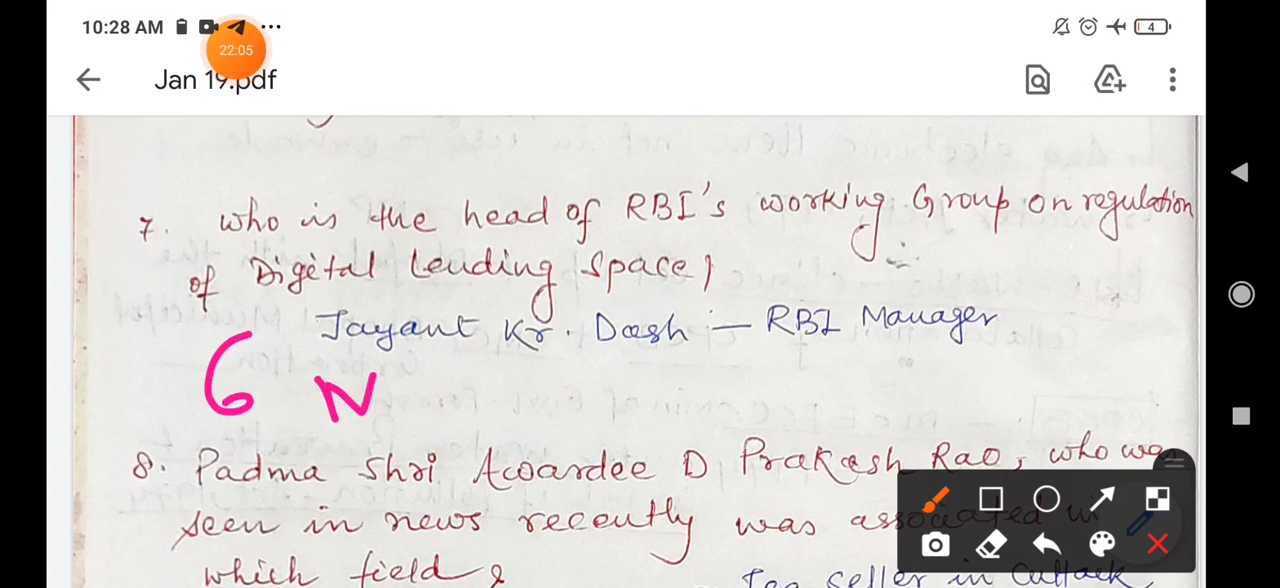 10:28 AM
22:05
4
Jan 19.pdf
7. who is the head of RBI's working Group on regulation
of Digital Lending Space?
Jayant Kr. Dash — RBI Manager
6 N
8. Padma Shri Awardee D Prakash Rao, who was
seen in news recently was associated
which field?
Tea seller in Cuttack